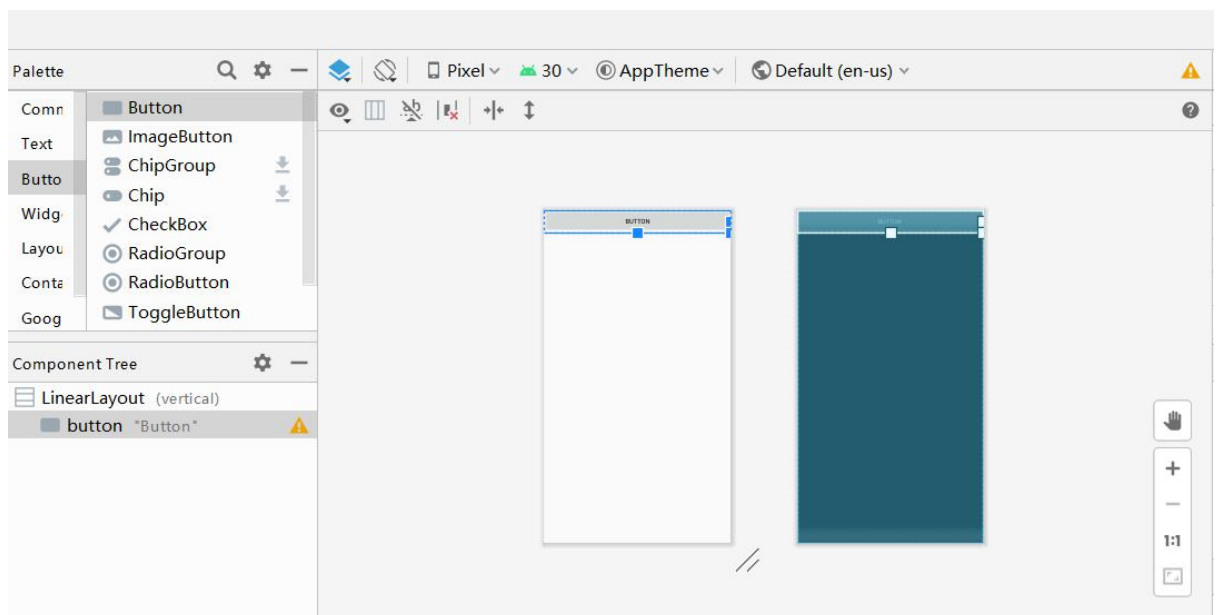 Palette
Pixel 30 AppTheme Default (en-us)
Comn
Text
Butto
Widg
Layou
Conta
Goog
Button
ImageButton
ChipGroup
Chip
CheckBox
RadioGroup
RadioButton
ToggleButton
Component Tree
LinearLayout (vertical)
button "Button"
BUTTON
BUTTON
1:1